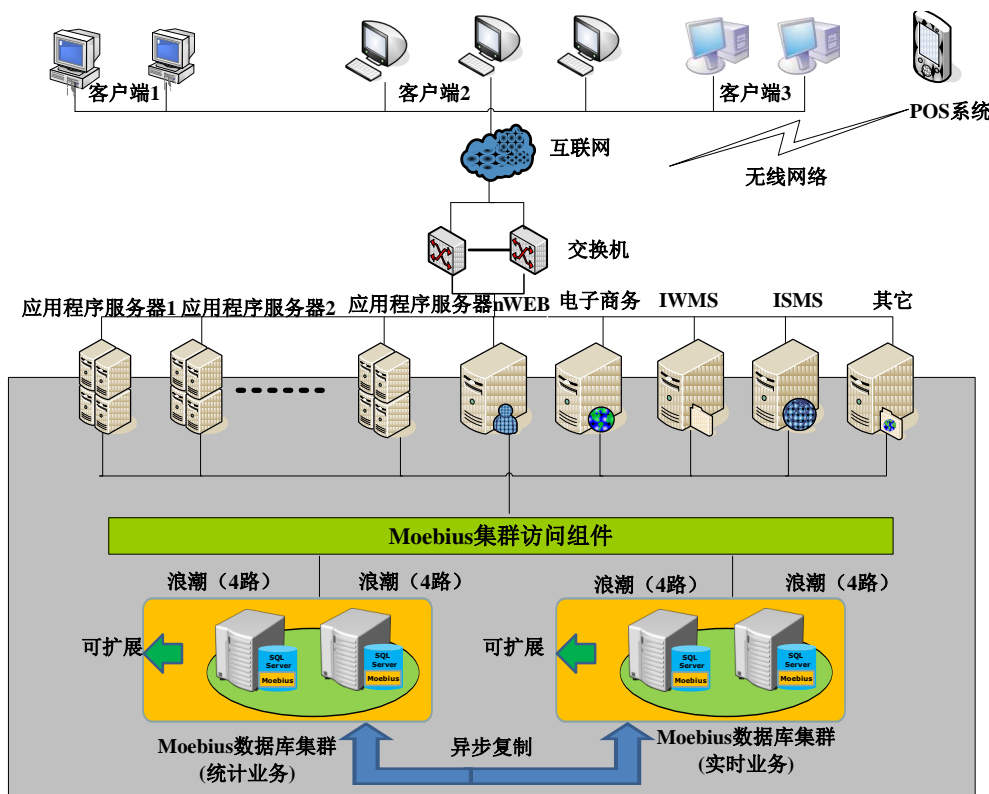 客户端1
客户端2
客户端3
POS系统
互联网
无线网络
交换机
应用程序服务器1
应用程序服务器2
应用程序服务器nWEB
电子商务
IWMS
ISMS
其它
Moebius集群访问组件
浪潮（4路）
浪潮（4路）
浪潮（4路）
浪潮（4路）
可扩展
SQL
Server
Moebius
SQL
Server
Moebius
可扩展
SQL
Server
Moebius
SQL
Server
Moebius
Moebius数据库集群
(统计业务)
异步复制
Moebius数据库集群
(实时业务)